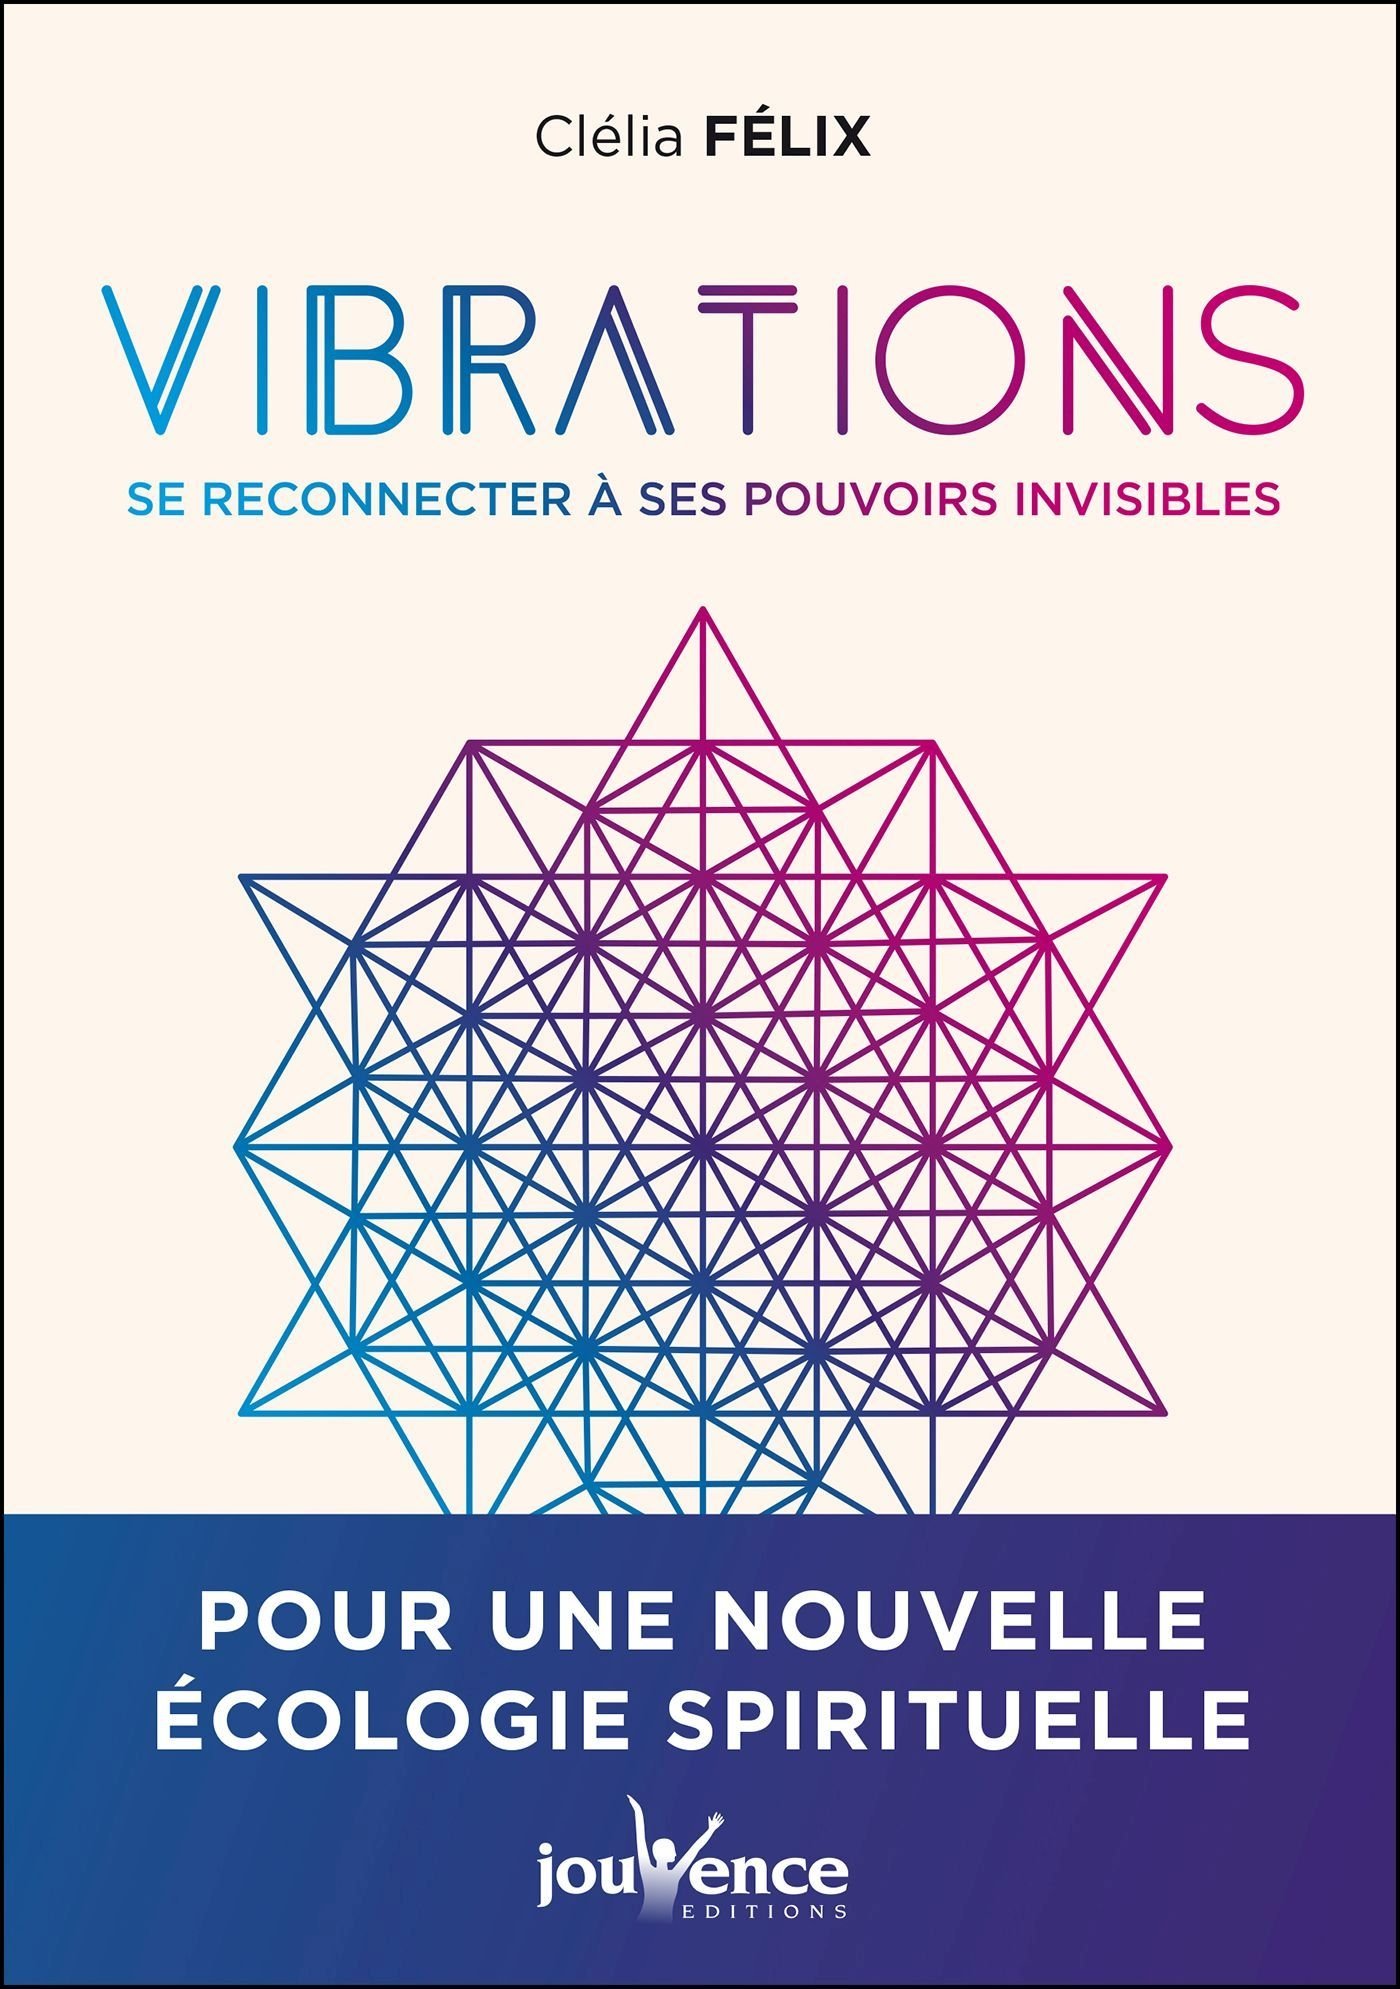 Clélia FÉLIX
VIBRATIONS
SE RECONNECTER À SES POUVOIRS INVISIBLES
POUR UNE NOUVELLE
ÉCOLOGIE SPIRITUELLE
jouvence
EDITIONS